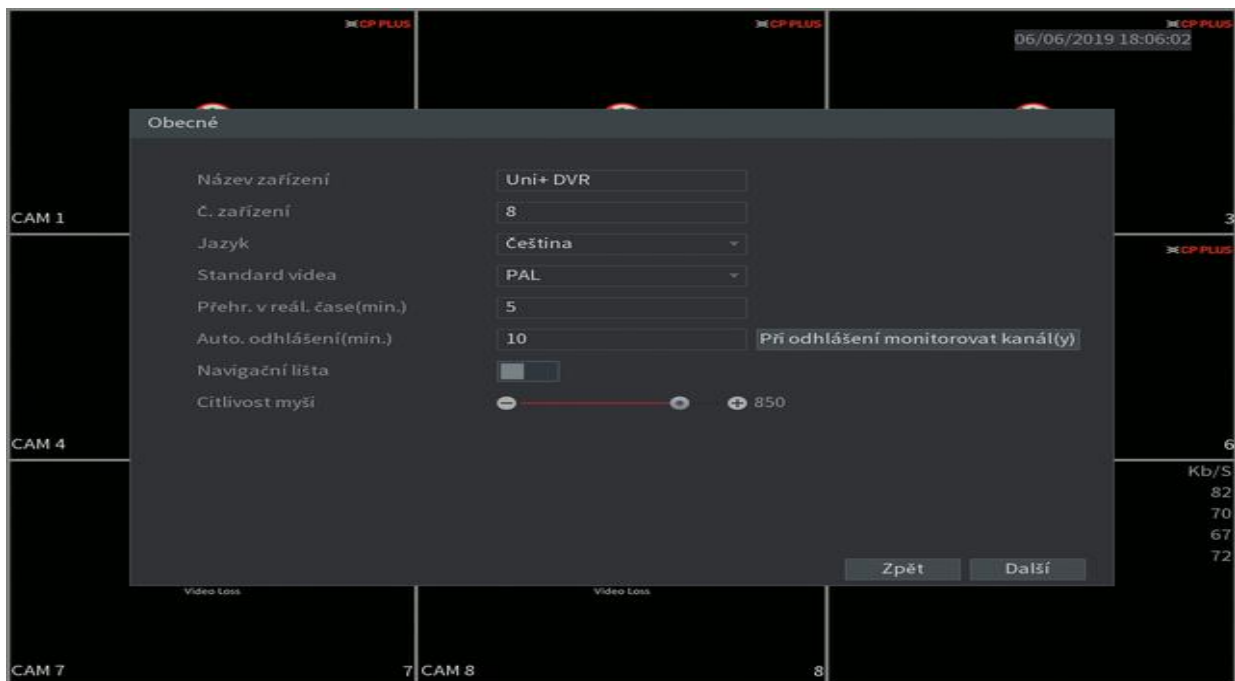 CP PLUS
CP PLUS
CP PLUS
06/06/2019 18:06:02
Obecné
Název zařízení
Uni+ DVR
Č. zařízení
8
CAM 1
3
Jazyk
Čeština
CP PLUS
Standard videa
PAL
Přehr. v reál. čase(min.)
5
Auto. odhlášení(min.)
10
Při odhlášení monitorovat kanál(y)
Navigační lišta
Citlivost myši
850
CAM 4
6
Kb/S
82
70
67
72
Zpět
Další
Video Loss
Video Loss
CAM 7
7
CAM 8
8